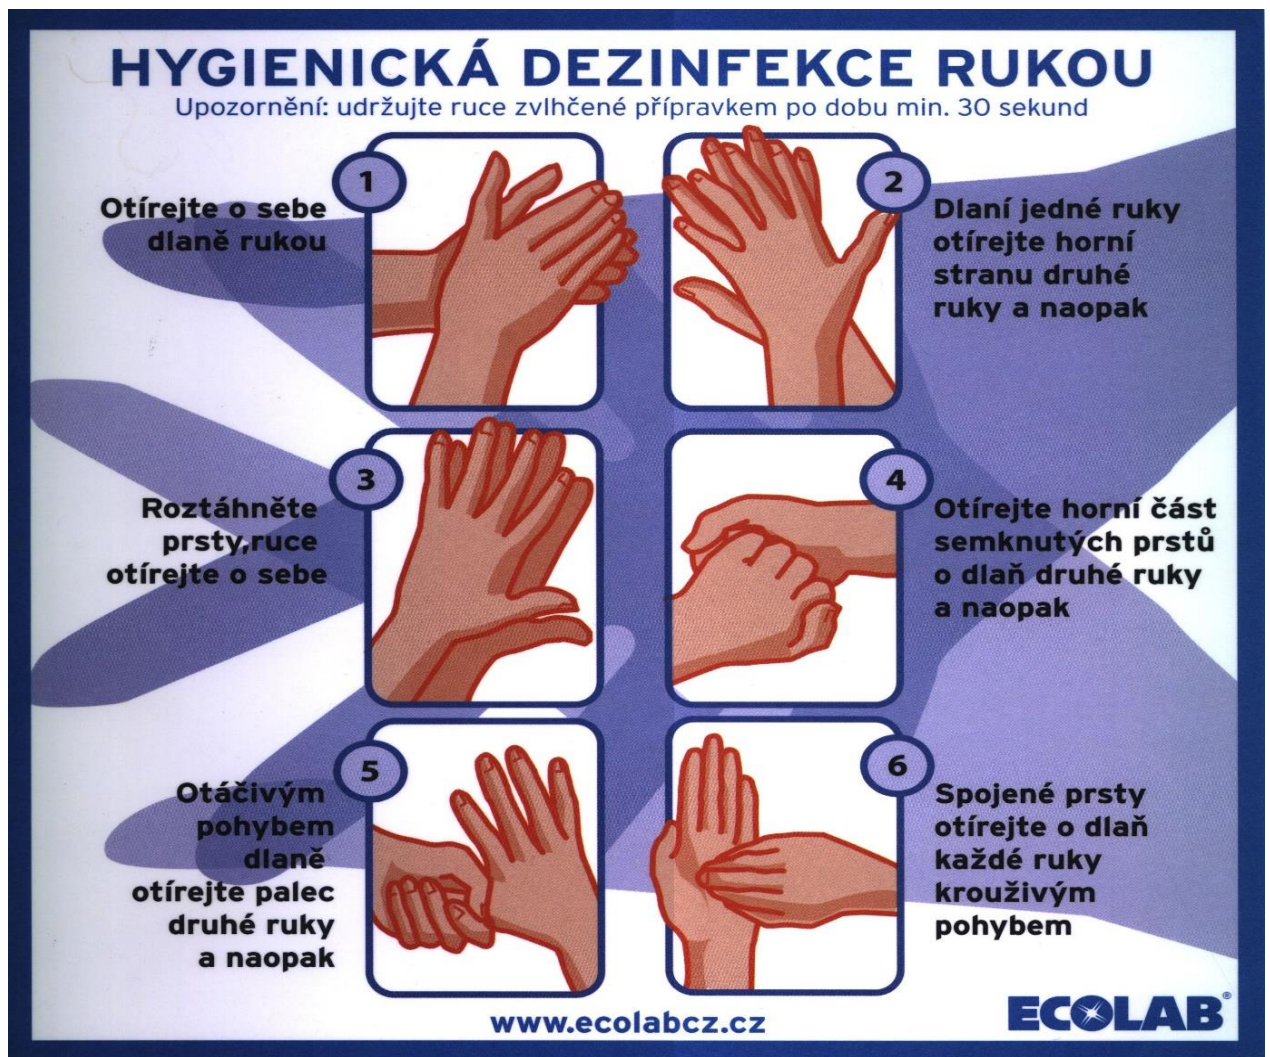 HYGIENICKÁ DEZINFEKCE RUKOU
Upozornění: udržujte ruce zvlhčené přípravkem po dobu min. 30 sekund
1
Otírejte o sebe
dlaně rukou
2
Dlaní jedné ruky
otírejte horní
stranu druhé
ruky a naopak
3
Roztáhněte
prsty,ruce
otírejte o sebe
4
Otírejte horní část
semknutých prstů
o dlaň druhé ruky
a naopak
5
Otáčivým
pohybem
dlaně
otírejte palec
druhé ruky
a naopak
6
Spojené prsty
otírejte o dlaň
každé ruky
krouživým
pohybem
www.ecolabcz.cz
ECOLAB®